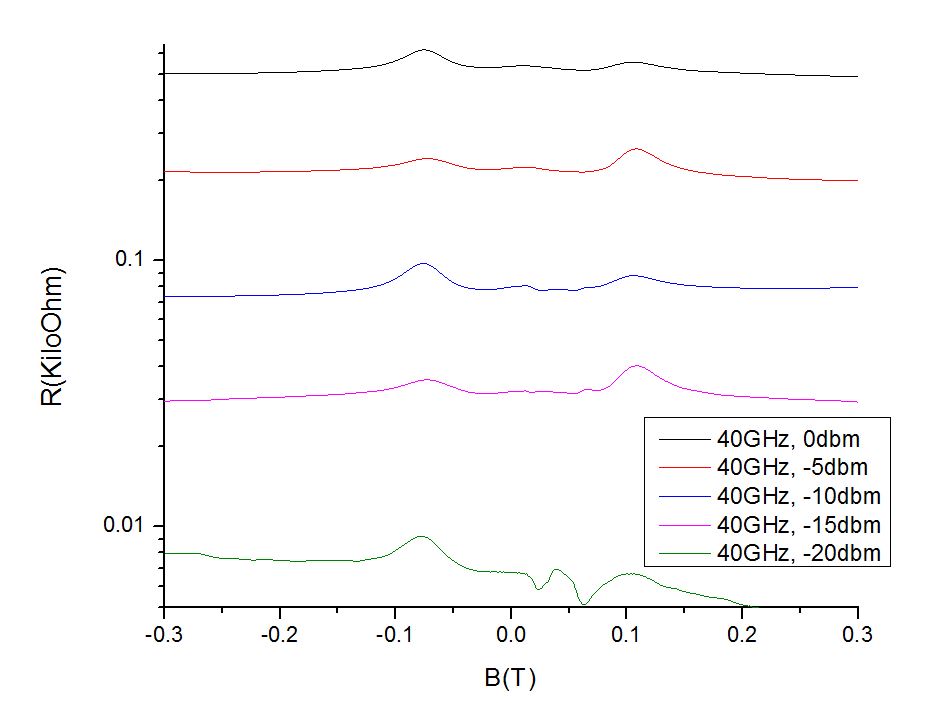 R(KiloOhm)
0.1
0.01
40GHz, 0dbm
40GHz, -5dbm
40GHz, -10dbm
40GHz, -15dbm
40GHz, -20dbm
-0.3 -0.2 -0.1 0.0 0.1 0.2 0.3
B(T)